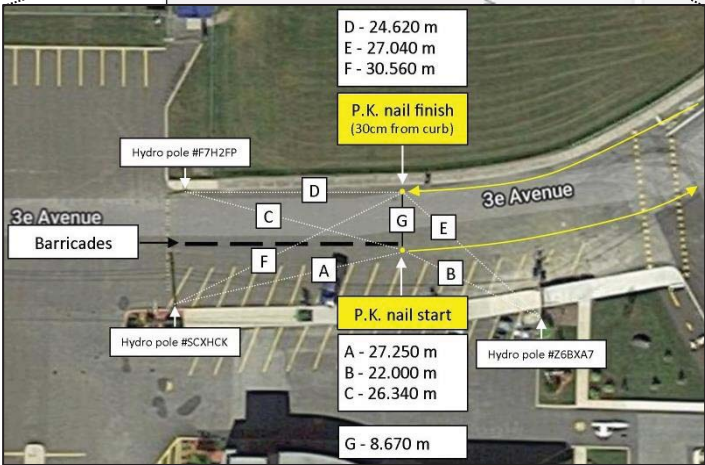 D - 24.620 m
E - 27.040 m
F - 30.560 m
P.K. nail finish
(30cm from curb)
Hydro pole #F7H2FP
D
3e Avenue
C
G
E
3e Avenue
Barricades
F
A
B
P.K. nail start
Hydro pole #SCXHCK
Hydro pole #Z6BXA7
A - 27.250 m
B - 22.000 m
C - 26.340 m
G - 8.670 m